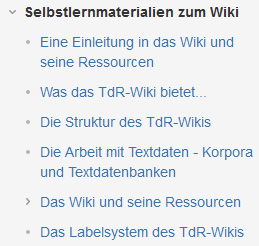 Selbstlernmaterialien zum Wiki
Eine Einleitung in das Wiki und
seine Ressourcen
Was das TdR-Wiki bietet...
Die Struktur des TdR-Wikis
Die Arbeit mit Textdaten - Korpora
und Textdatenbanken
Das Wiki und seine Ressourcen
Das Labelsystem des TdR-Wikis